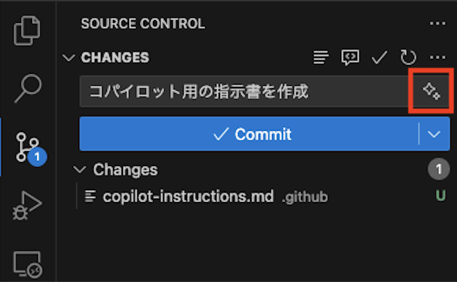 SOURCE CONTROL
CHANGES
コパイロット用の指示書を作成
Commit
Changes 1
copilot-instructions.md .github U
1